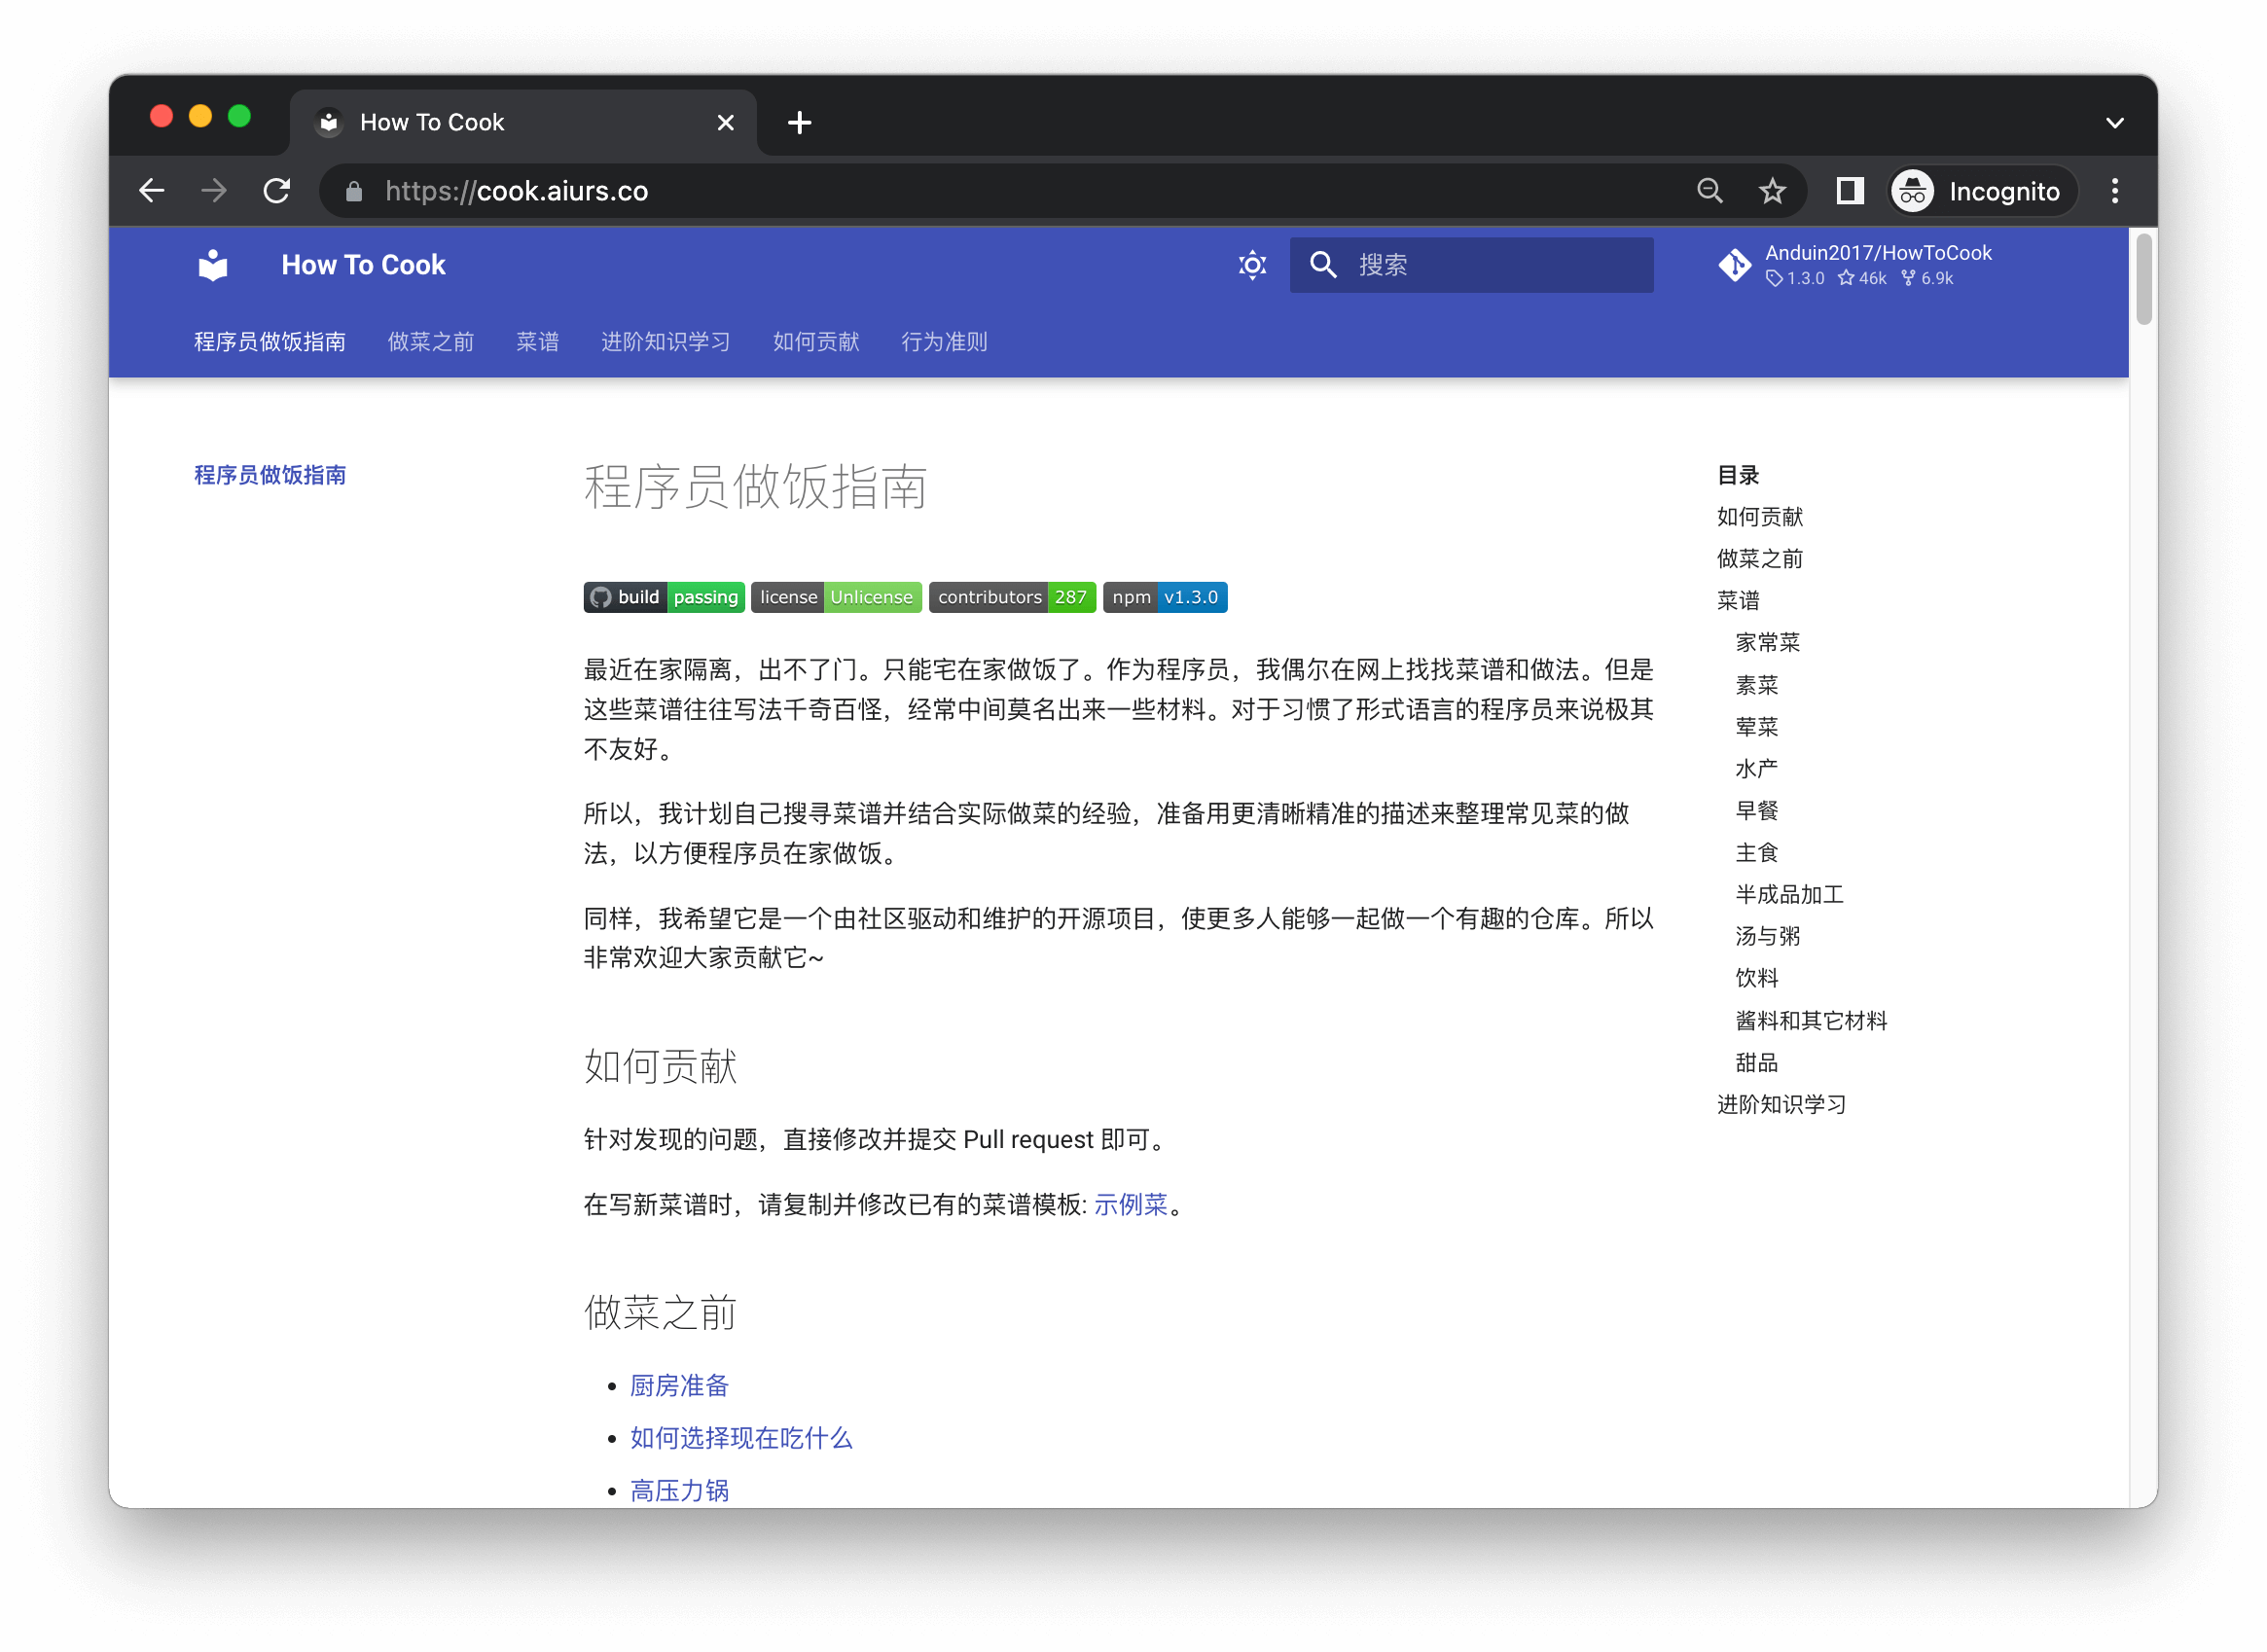 How To Cook
https://cook.aiurs.co
Incognito
How To Cook
搜索
Anduin2017/HowToCook
1.3.0 46k 6.9k
程序员做饭指南 做菜之前 菜谱 进阶知识学习 如何贡献 行为准则
程序员做饭指南
程序员做饭指南
build passing license Unlicense contributors 287 npm v1.3.0
最近在家隔离，出不了门。只能宅在家做饭了。作为程序员，我偶尔在网上找找菜谱和做法。但是
这些菜谱往往写法千奇百怪，经常中间莫名出来一些材料。对于习惯了形式语言的程序员来说极其
不友好。
所以，我计划自己搜寻菜谱并结合实际做菜的经验，准备用更清晰精准的描述来整理常见菜的做
法，以方便程序员在家做饭。
同样，我希望它是一个由社区驱动和维护的开源项目，使更多人能够一起做一个有趣的仓库。所以
非常欢迎大家贡献它~
如何贡献
针对发现的问题，直接修改并提交 Pull request 即可。
在写新菜谱时，请复制并修改已有的菜谱模板: 示例菜。
做菜之前
• 厨房准备
• 如何选择现在吃什么
• 高压力锅
目录
如何贡献
做菜之前
菜谱
家常菜
素菜
荤菜
水产
早餐
主食
半成品加工
汤与粥
饮料
酱料和其它材料
甜品
进阶知识学习